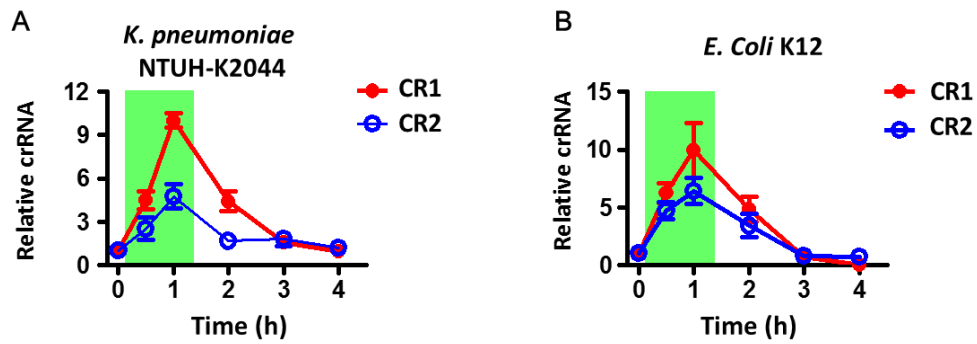 A
K. pneumoniae
NTUH-K2044
CR1
CR2
Relative crRNA
12
9
6
3
0
0 1 2 3 4
Time (h)
B
E. Coli K12
CR1
CR2
Relative crRNA
15
10
5
0
0 1 2 3 4
Time (h)